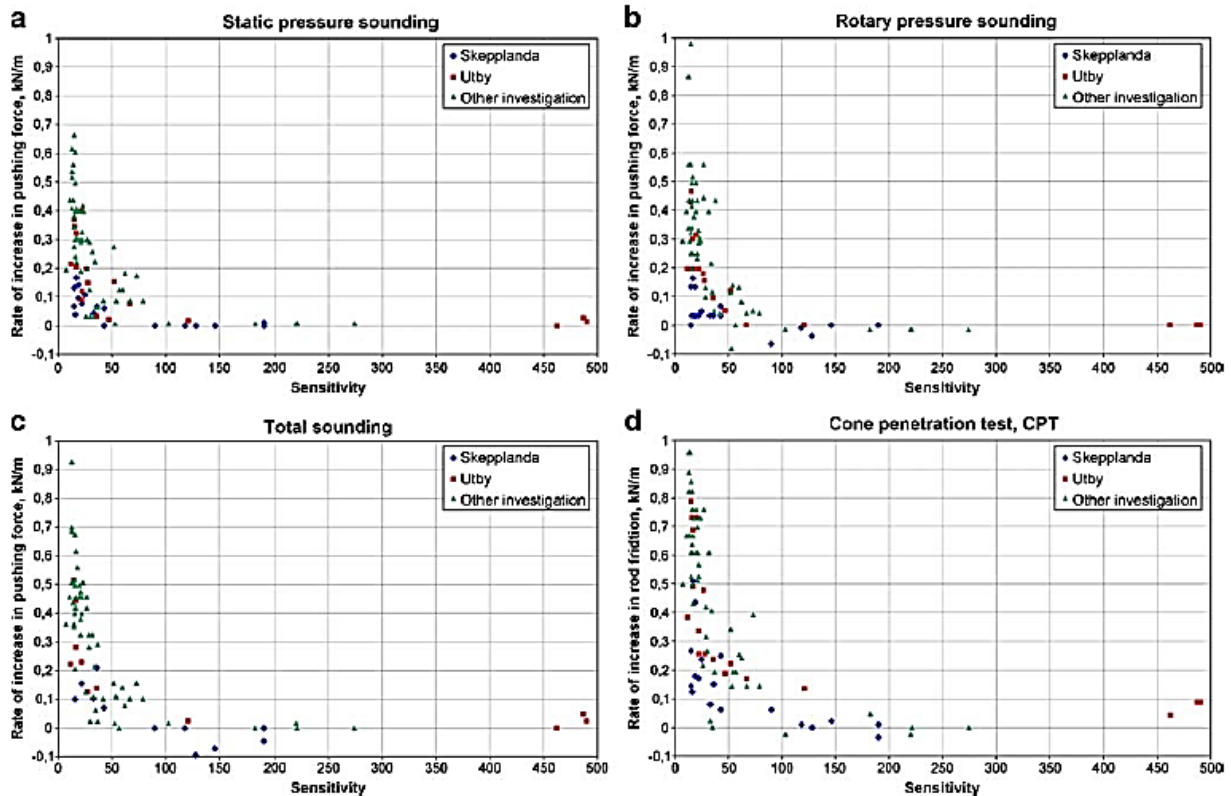 a
Static pressure sounding
Rate of increase in pushing force, kN/m
1
0,9
0,8
0,7
0,6
0,5
0,4
0,3
0,2
0,1
0
-0,1
Skepplanda
Utby
Other investigation
0 50 100 150 200 250 300 350 400 450 500
Sensitivity
b
Rotary pressure sounding
Rate of increase in pushing force, kN/m
1
0,9
0,8
0,7
0,6
0,5
0,4
0,3
0,2
0,1
0
-0,1
Skepplanda
Utby
Other investigation
0 50 100 150 200 250 300 350 400 450 500
Sensitivity
c
Total sounding
Rate of increase in pushing force, kN/m
1
0,9
0,8
0,7
0,6
0,5
0,4
0,3
0,2
0,1
0
-0,1
Skepplanda
Utby
Other investigation
0 50 100 150 200 250 300 350 400 450 500
Sensitivity
d
Cone penetration test, CPT
Rate of increase in rod fridtion, kN/m
1
0,9
0,8
0,7
0,6
0,5
0,4
0,3
0,2
0,1
0
-0,1
Skepplanda
Utby
Other investigation
0 50 100 150 200 250 300 350 400 450 500
Sensitivity